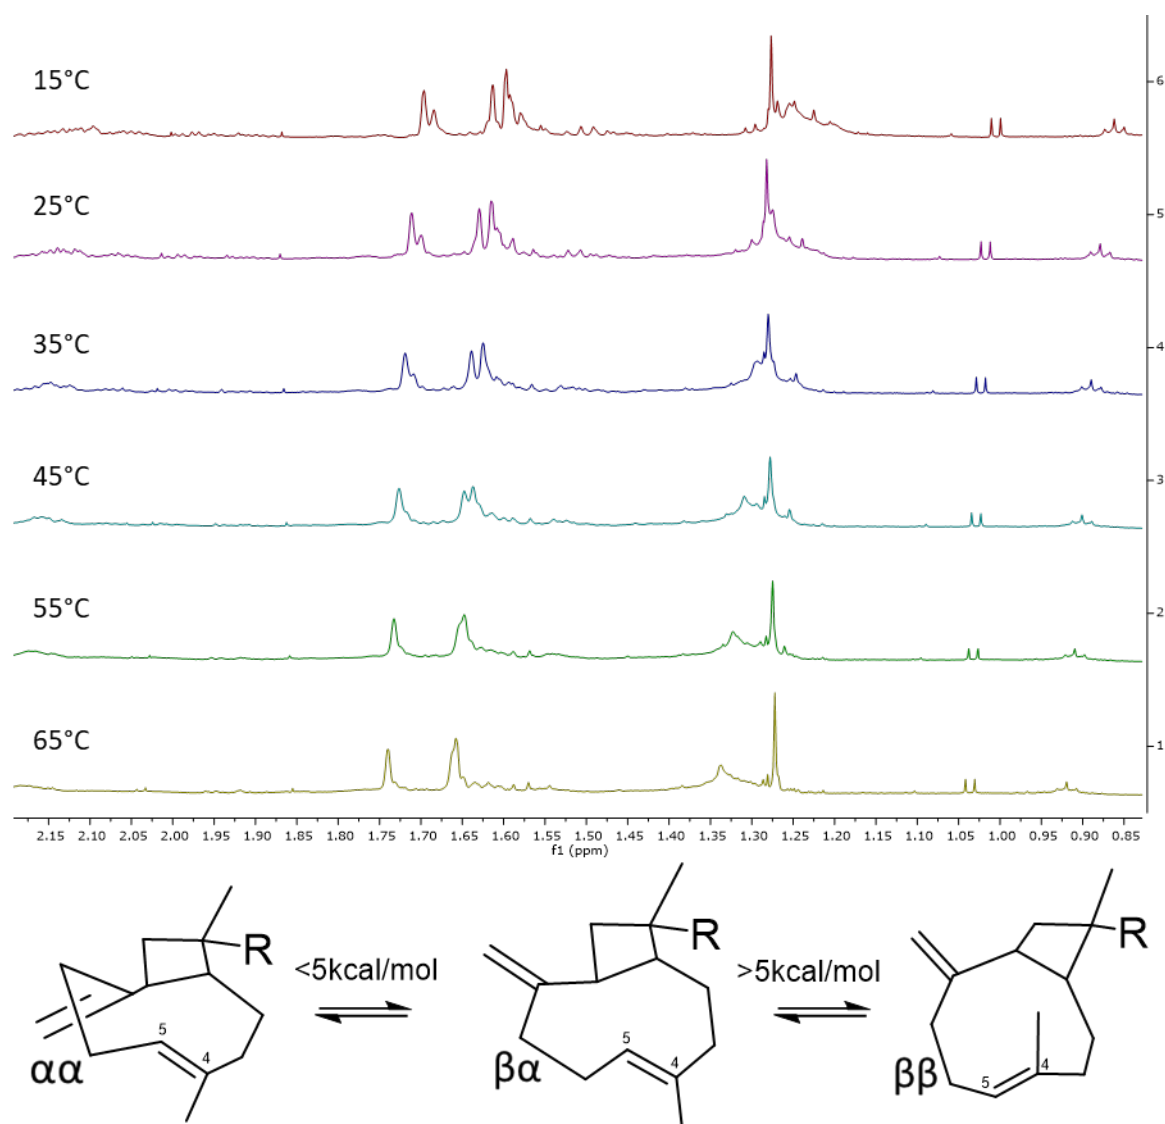 15°C
6
25°C
5
35°C
4
45°C
3
55°C
2
65°C
1
2.15 2.10 2.05 2.00 1.95 1.90 1.85 1.80 1.75 1.70 1.65 1.60 1.55 1.50 1.45 1.40 1.35 1.30 1.25 1.20 1.15 1.10 1.05 1.00 0.95 0.90 0.85
f1 (ppm)
R <5kcal/mol R >5kcal/mol R
5 4 αα
5 4 βα
5 4 ββ